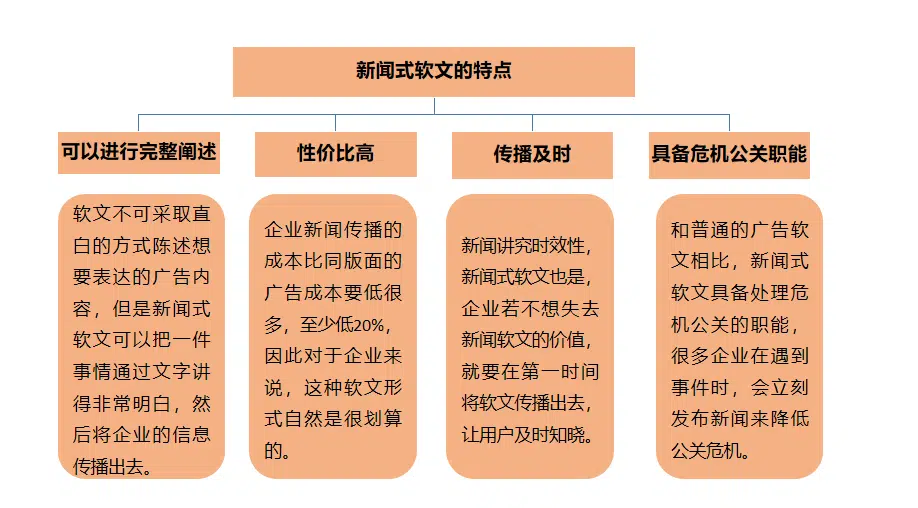 新闻式软文的特点
可以进行完整阐述
性价比高
传播及时
具备危机公关职能
软文不可采取直
白的方式陈述想
要表达的广告内
容，但是新闻式
软文可以把一件
事情通过文字讲
得非常明白，然
后将企业的信息
传播出去。
企业新闻传播的
成本比同版面的
广告成本要低很
多，至少低20%，
因此对于企业来
说，这种软文形
式自然是很划算
的。
新闻讲究时效性，
新闻式软文也是，
企业若不想失去
新闻软文的价值，
就要在第一时间
将软文传播出去，
让用户及时知晓。
和普通的广告软
文相比，新闻式
软文具备处理危
机公关的职能，
很多企业在遇到
事件时，会立刻
发布新闻来降低
公关危机。